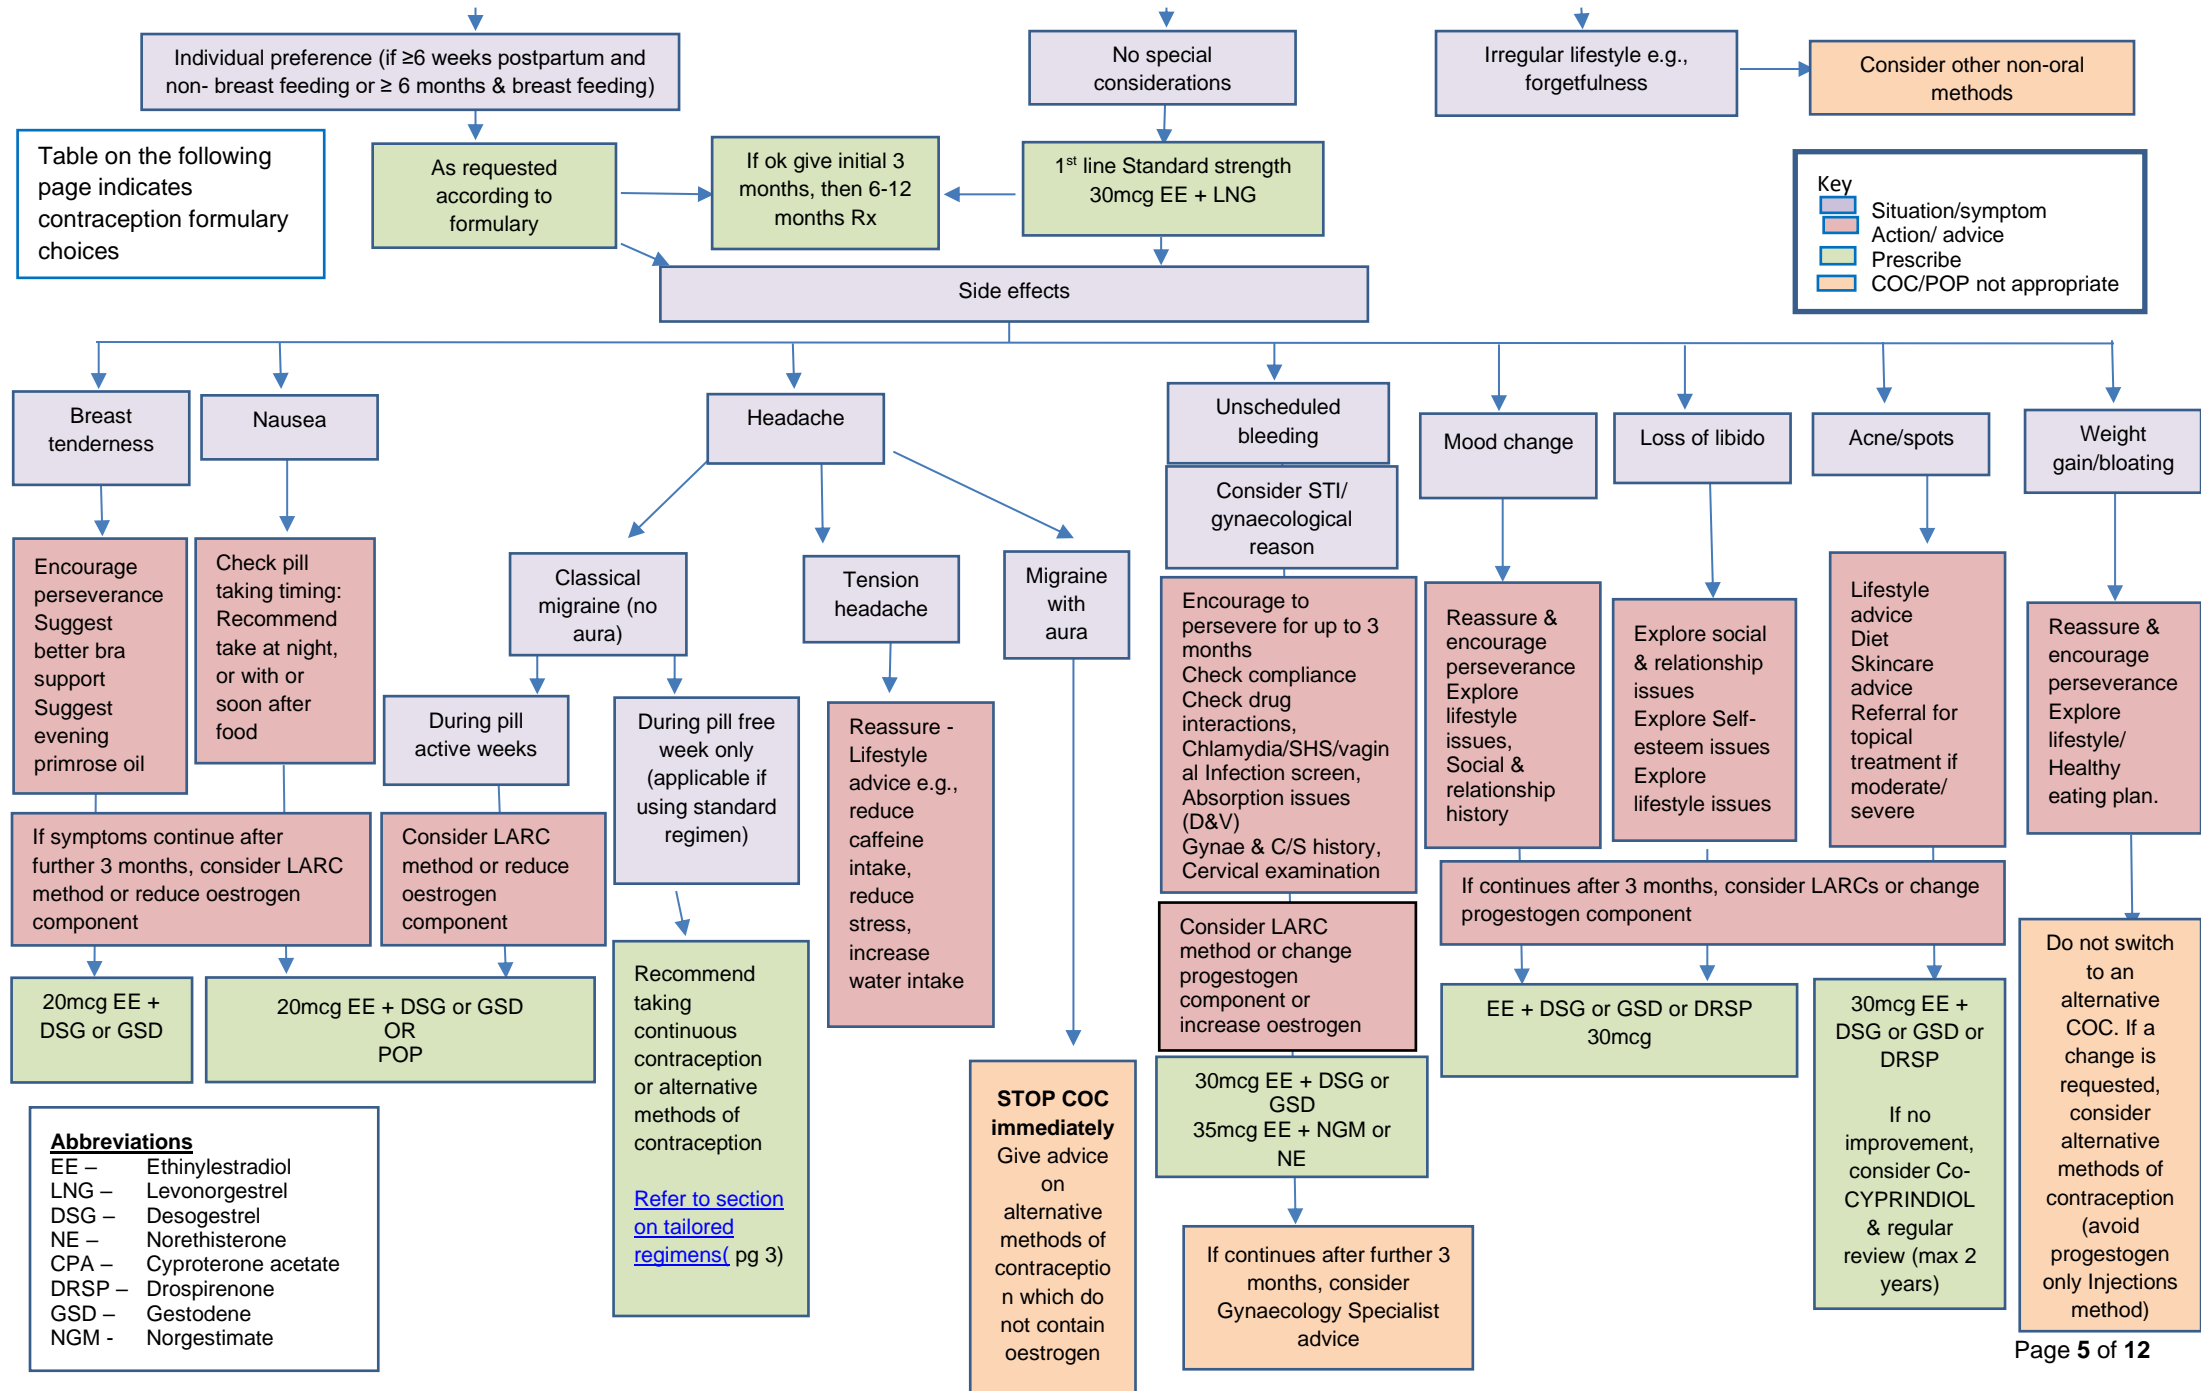 Individual preference (if ≥6 weeks postpartum and
non- breast feeding or ≥ 6 months & breast feeding)
No special
considerations
Irregular lifestyle e.g.,
forgetfulness
Consider other non-oral
methods
Table on the following
page indicates
contraception formulary
choices
As requested
according to
formulary
If ok give initial 3
months, then 6-12
months Rx
1st line Standard strength
30mcg EE + LNG
Key
Situation/symptom
Action/ advice
Prescribe
COC/POP not appropriate
Side effects
Breast
tenderness
Nausea
Headache
Unscheduled
bleeding
Mood change
Loss of libido
Acne/spots
Weight
gain/bloating
Consider STI/
gynaecological
reason
Encourage
perseverance
Suggest
better bra
support
Suggest
evening
primrose oil
Check pill
taking timing:
Recommend
take at night,
or with or
soon after
food
Classical
migraine (no
aura)
Tension
headache
Migraine
with
aura
Encourage to
persevere for up to 3
months
Check compliance
Check drug
interactions,
Chlamydia/SHS/vagin
al Infection screen,
Absorption issues
(D&V)
Gynae & C/S history,
Cervical examination
Reassure &
encourage
perseverance
Explore
lifestyle
issues,
Social &
relationship
history
Explore social
& relationship
issues
Explore Self-
esteem issues
Explore
lifestyle issues
Lifestyle
advice
Diet
Skincare
advice
Referral for
topical
treatment if
moderate/
severe
Reassure &
encourage
perseverance
Explore
lifestyle/
Healthy
eating plan.
During pill
active weeks
During pill free
week only
(applicable if
using standard
regimen)
Reassure -
Lifestyle
advice e.g.,
reduce
caffeine
intake,
reduce
stress,
increase
water intake
If symptoms continue after
further 3 months, consider LARC
method or reduce oestrogen
component
Consider LARC
method or reduce
oestrogen
component
If continues after 3 months, consider LARCs or change
progestogen component
Consider LARC
method or change
progestogen
component or
increase oestrogen
20mcg EE +
DSG or GSD
20mcg EE + DSG or GSD
OR
POP
Recommend
taking
continuous
contraception
or alternative
methods of
contraception
Refer to section
on tailored
regimens( pg 3)
STOP COC
immediately
Give advice
on
alternative
methods of
contraceptio
n which do
not contain
oestrogen
30mcg EE + DSG or
GSD
35mcg EE + NGM or
NE
If continues after further 3
months, consider
Gynaecology Specialist
advice
EE + DSG or GSD or DRSP
30mcg
30mcg EE +
DSG or GSD or
DRSP
If no
improvement,
consider Co-
CYPRINDIOL
& regular
review (max 2
years)
Do not switch
to an
alternative
COC. If a
change is
requested,
consider
alternative
methods of
contraception
(avoid
progestogen
only Injections
method)
Abbreviations
EE – Ethinylestradiol
LNG – Levonorgestrel
DSG – Desogestrel
NE – Norethisterone
CPA – Cyproterone acetate
DRSP – Drospirenone
GSD – Gestodene
NGM - Norgestimate
Page 5 of 12